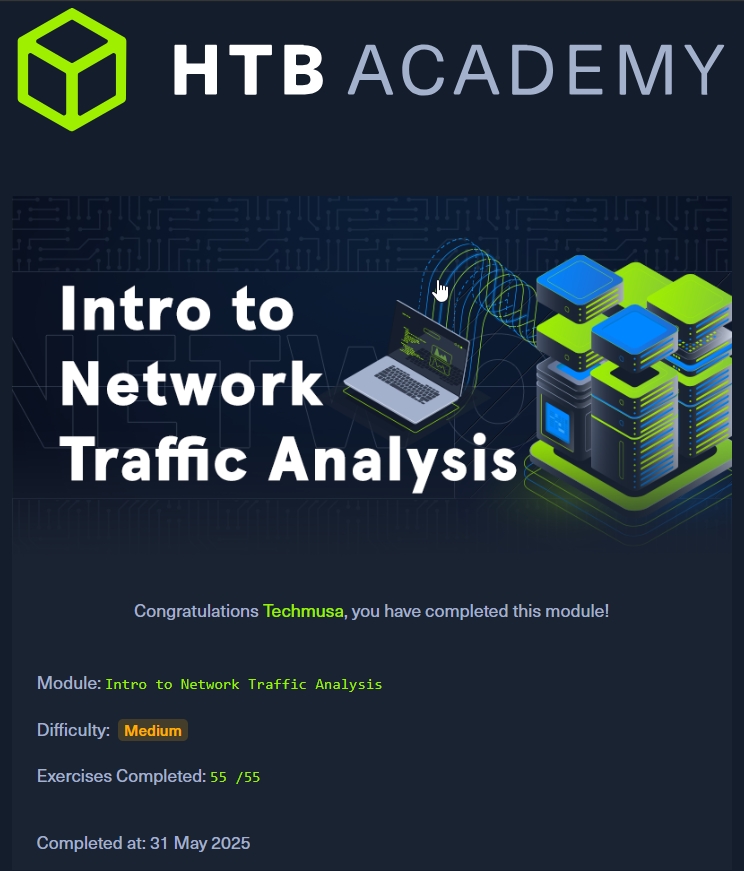 HTB ACADEMY
Intro to
Network
Traffic Analysis
Congratulations Techmusa, you have completed this module!
Module: Intro to Network Traffic Analysis
Difficulty: Medium
Exercises Completed: 55 /55
Completed at: 31 May 2025